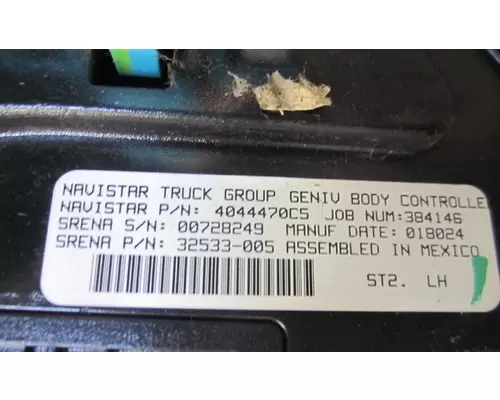 NAVISTAR TRUCK GROUP GENIV BODY CONTROLLE
NAVISTAR P/N: 4044470C5 JOB NUM:384146
SRENA S/N: 00728249 MANUF DATE: 018024
SRENA P/N: 32533-005 ASSEMBLED IN MEXICO
ST2. LH